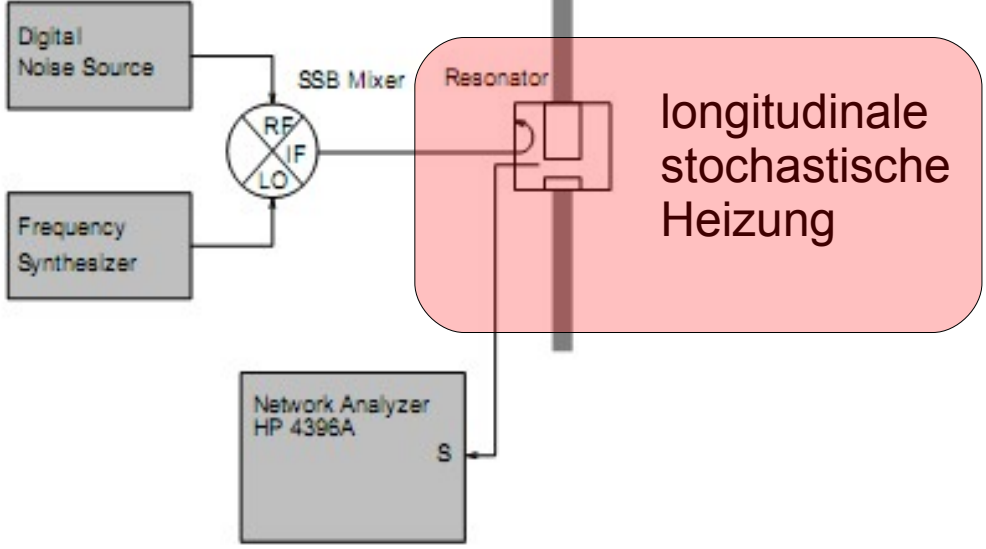 Digital
Noise Source
SSB Mixer
Resonator
RF
IF
LO
longitudinale
stochastische
Heizung
Frequency
Synthesizer
Network Analyzer
HP 4396A
S